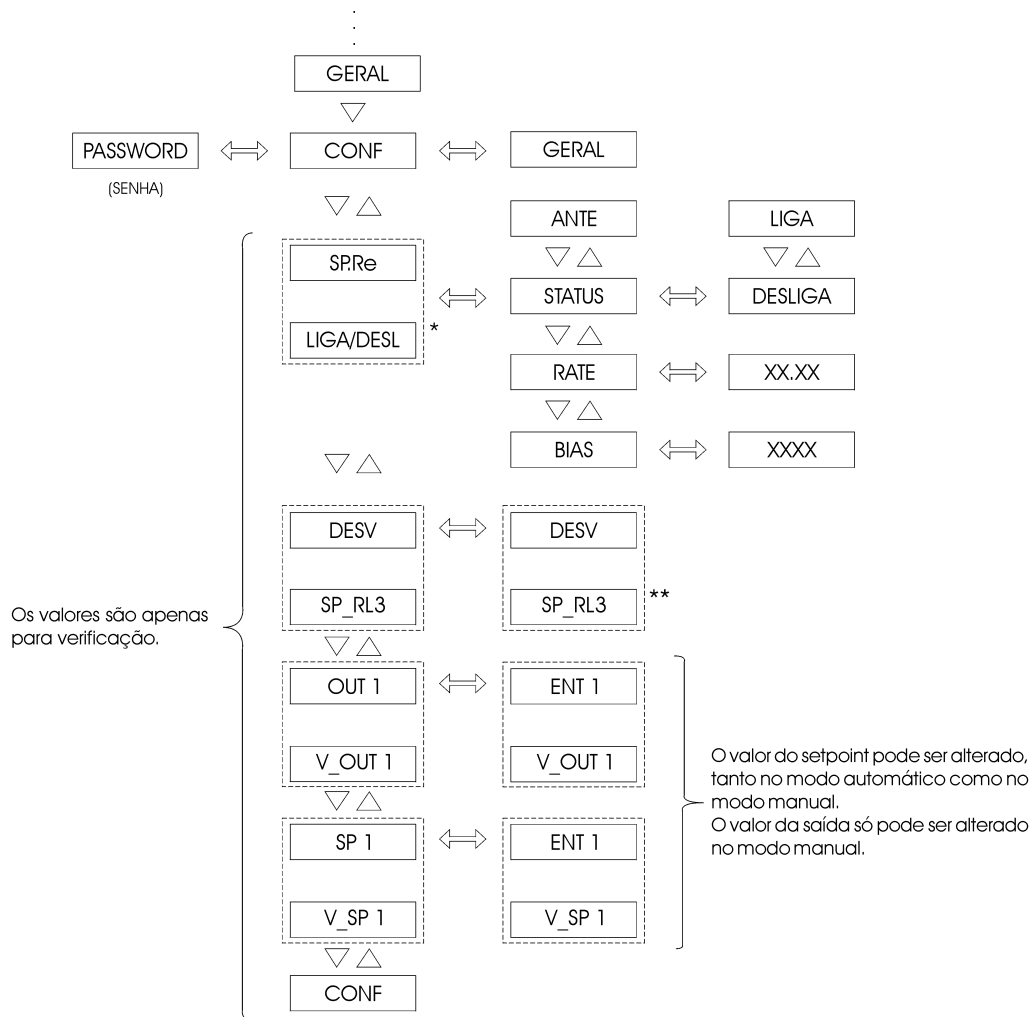 GERAL
PASSWORD
CONF
GERAL
(SENHA)
ANTE
LIGA
SP.Re
STATUS
DESLIGA
LIGA/DESL
*
RATE
XX.XX
BIAS
XXXX
DESV
DESV
SP_RL3
SP_RL3
**
Os valores são apenas
para verificação.
OUT 1
ENT 1
V_OUT 1
V_OUT 1
O valor do setpoint pode ser alterado,
tanto no modo automático como no
modo manual.
O valor da saída só pode ser alterado
no modo manual.
SP 1
ENT 1
V_SP 1
V_SP 1
CONF